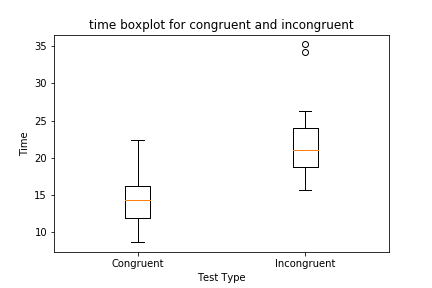 time boxplot for congruent and incongruent
35
30
25
20
15
10
Time
Congruent
Incongruent
Test Type